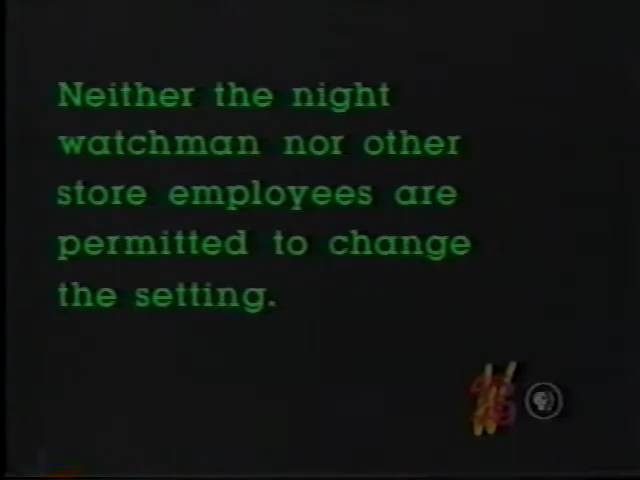 Neither the night
watchman nor other
store employees are
permitted to change
the setting.